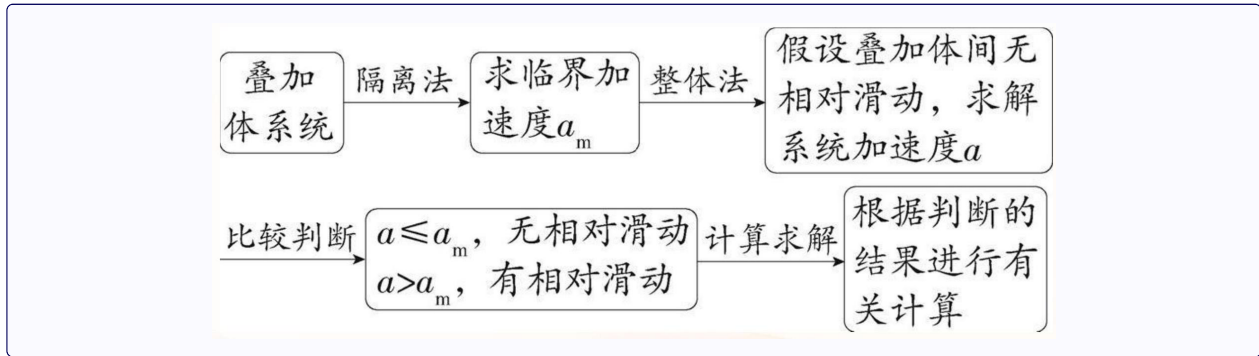 叠加
体系统
隔离法
求临界加
速度aₘ
整体法
假设叠加体间无
相对滑动，求解
系统加速度a
比较判断
a≤aₘ，无相对滑动
a>aₘ，有相对滑动
计算求解
根据判断的
结果进行有
关计算